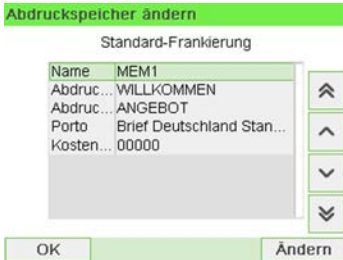 Abdruckspeicher ändern
Standard-Frankierung
Name MEM1
Abdruc... WILLKOMMEN
Abdruc... ANGEBOT
Porto Brief Deutschland Stan...
Kosten... 00000
OK Ändern